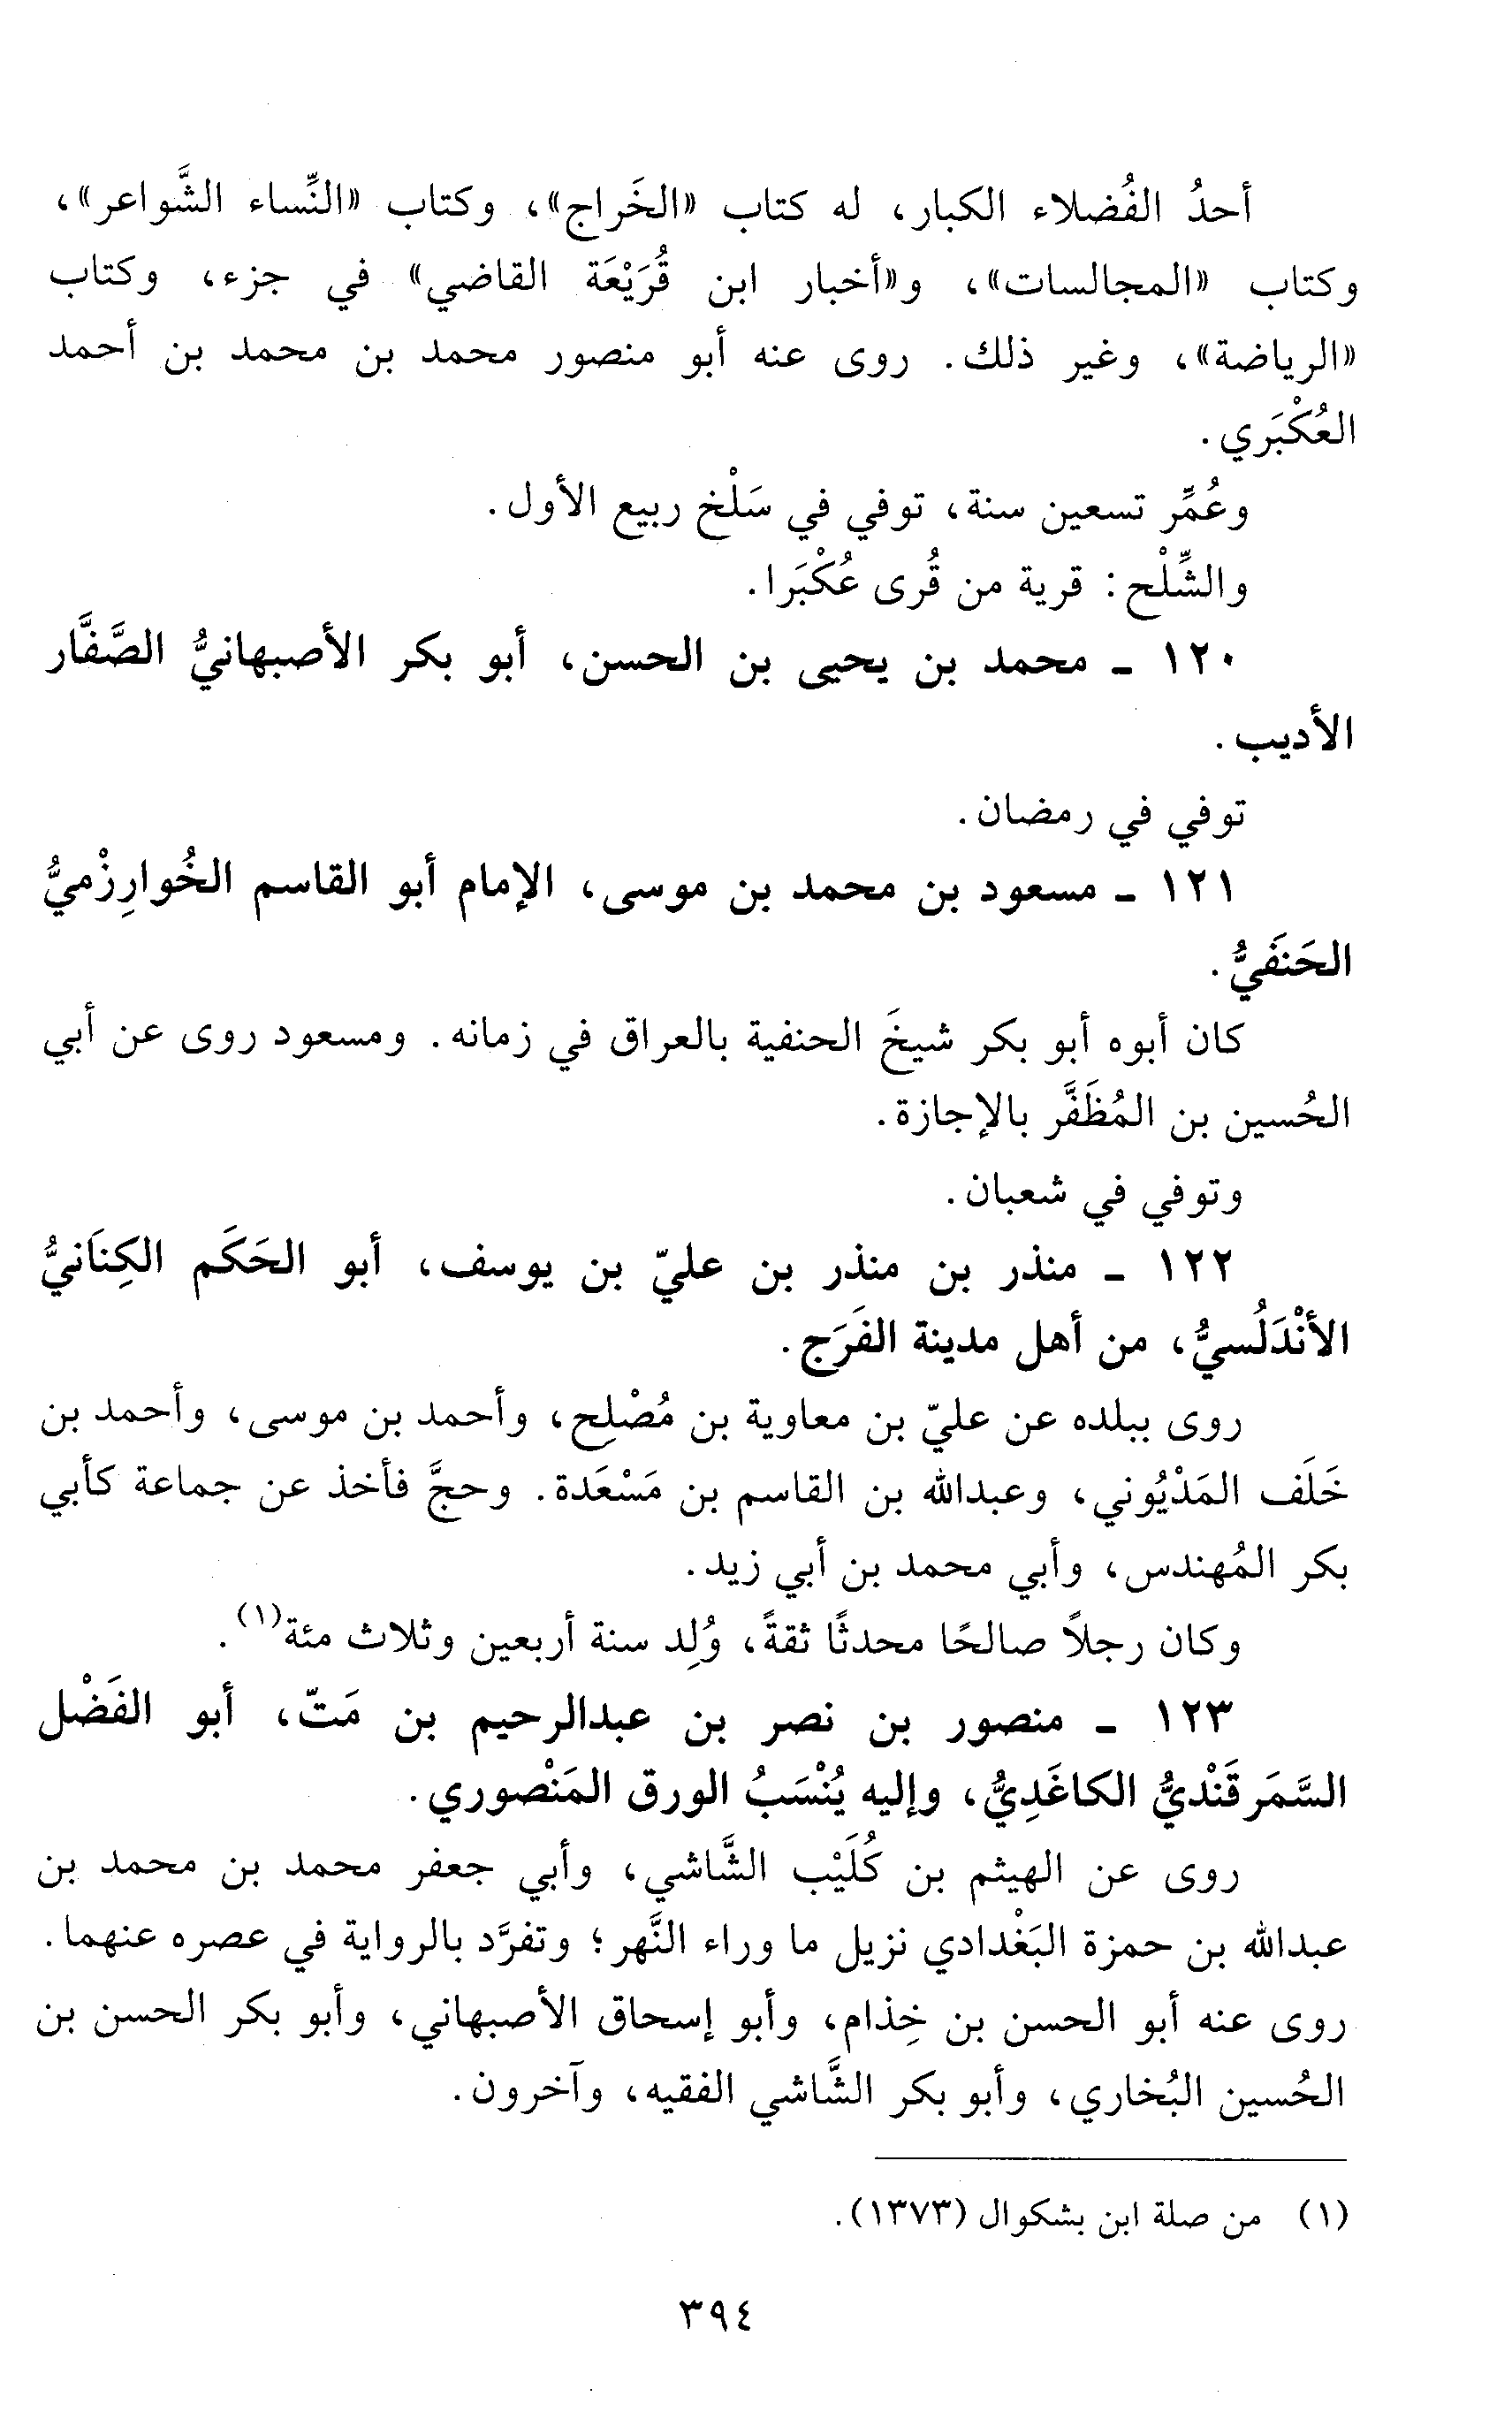 أحدُ الفُضلاء الكبار، له كتاب «الخَراج»، وكتاب «النِّساء الشَّواعر»،
وكتاب «المجالسات»، و«أخبار ابن قُرَيْعَة القاضي» في جزء، وكتاب
«الرياضة»، وغير ذلك. روى عنه أبو منصور محمد بن محمد بن أحمد
العُكْبَري.
وعُمِّر تسعين سنة، توفي في سَلْخ ربيع الأول.
والشِّلْح: قرية من قُرى عُكْبَرا.
١٢٠ - محمد بن يحيى بن الحسن، أبو بكر الأصبهانيُّ الصَّفَّار
الأديب.
توفي في رمضان.
١٢١ - مسعود بن محمد بن موسى، الإمام أبو القاسم الخُوارِزْميُّ
الحَنَفيُّ.
كان أبوه أبو بكر شيخَ الحنفية بالعراق في زمانه. ومسعود روى عن أبي
الحُسين بن المُظَفَّر بالإجازة.
وتوفي في شعبان.
١٢٢ - منذر بن منذر بن عليّ بن يوسف، أبو الحَكَم الكِنَانيُّ
الأنْدَلُسيُّ، من أهل مدينة الفَرَج.
روى ببلده عن عليّ بن معاوية بن مُصْلِح، وأحمد بن موسى، وأحمد بن
خَلَف المَدْيُوني، وعبدالله بن القاسم بن مَسْعَدة. وحجَّ فأخذ عن جماعة كأبي
بكر المُهندس، وأبي محمد بن أبي زيد.
وكان رجلاً صالحًا محدثًا ثقةً، وُلِد سنة أربعين وثلاث مئة(١).
١٢٣ - منصور بن نصر بن عبدالرحيم بن مَتّ، أبو الفَضْل
السَّمَرقَنْديُّ الكاغَدِيُّ، وإليه يُنْسَبُ الورق المَنْصوري.
روى عن الهيثم بن كُلَيْب الشَّاشي، وأبي جعفر محمد بن محمد بن
عبدالله بن حمزة البَغْدادي نزيل ما وراء النَّهر؛ وتفرَّد بالرواية في عصره عنهما.
روى عنه أبو الحسن بن خِذام، وأبو إسحاق الأصبهاني، وأبو بكر الحسن بن
الحُسين البُخاري، وأبو بكر الشَّاشي الفقيه، وآخرون.
(١) من صلة ابن بشكوال (١٣٧٣).
٣٩٤